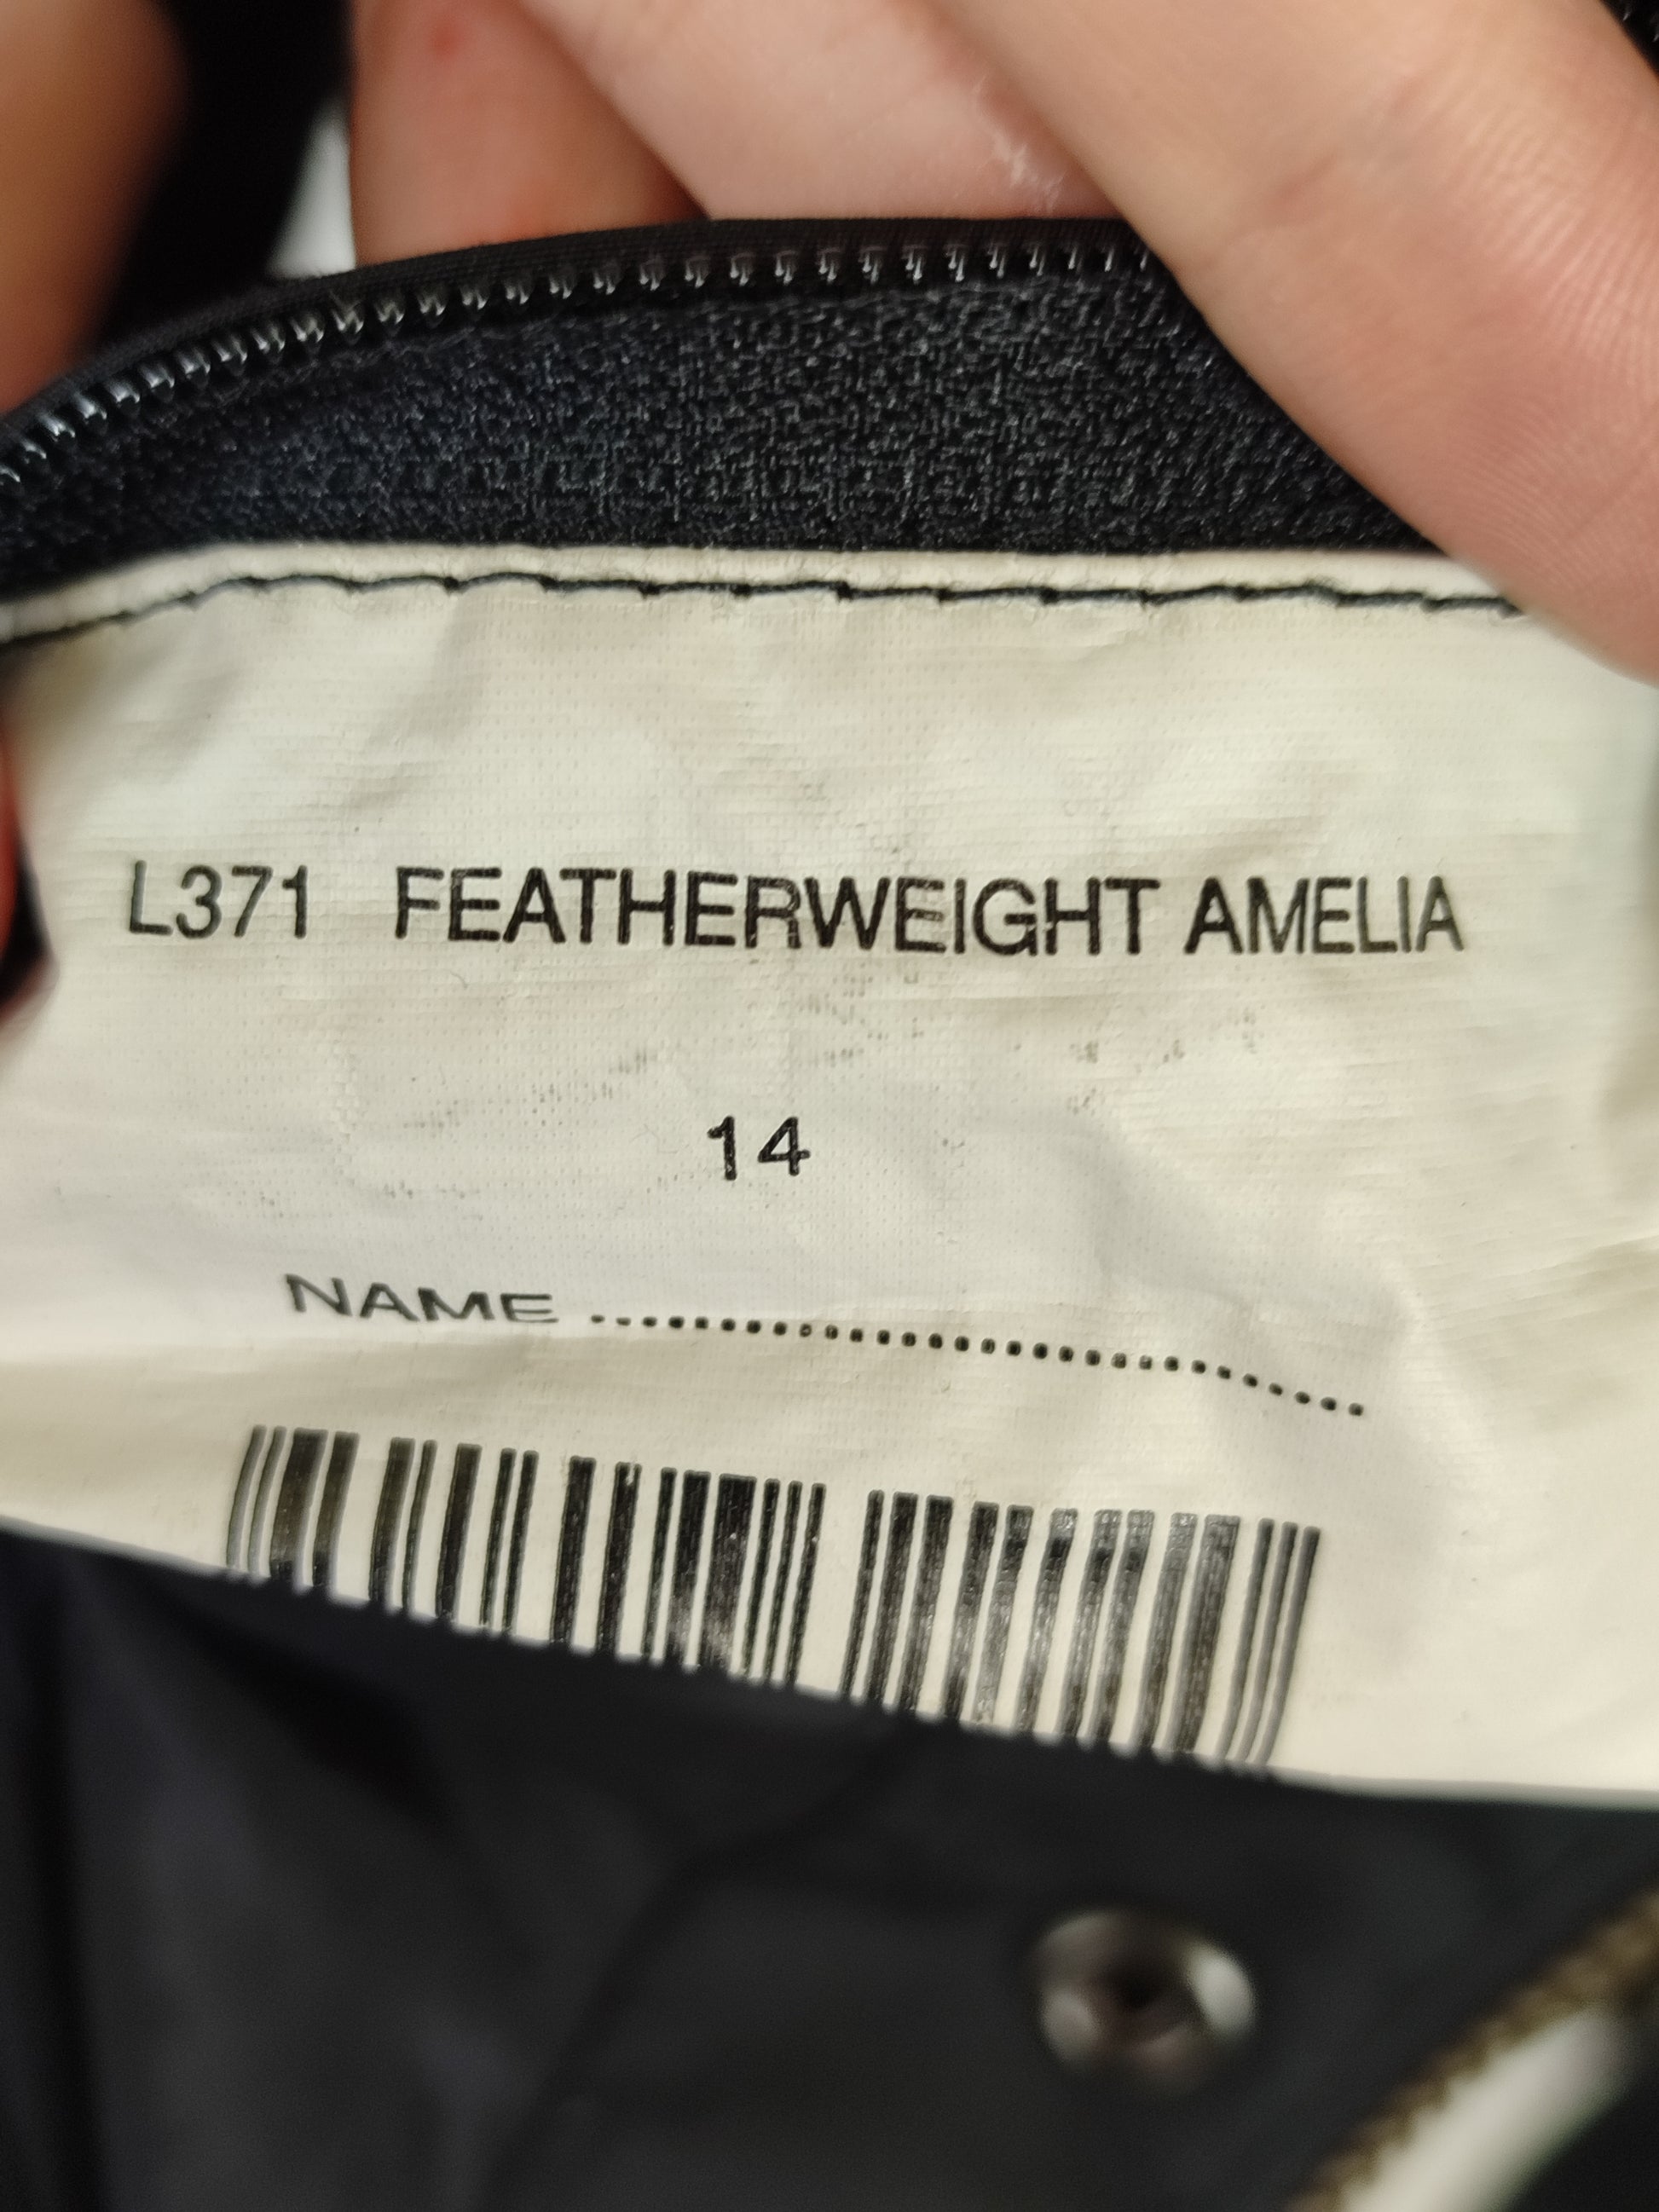 L371 FEATHERWEIGHT AMELIA
14
NAME ..............................